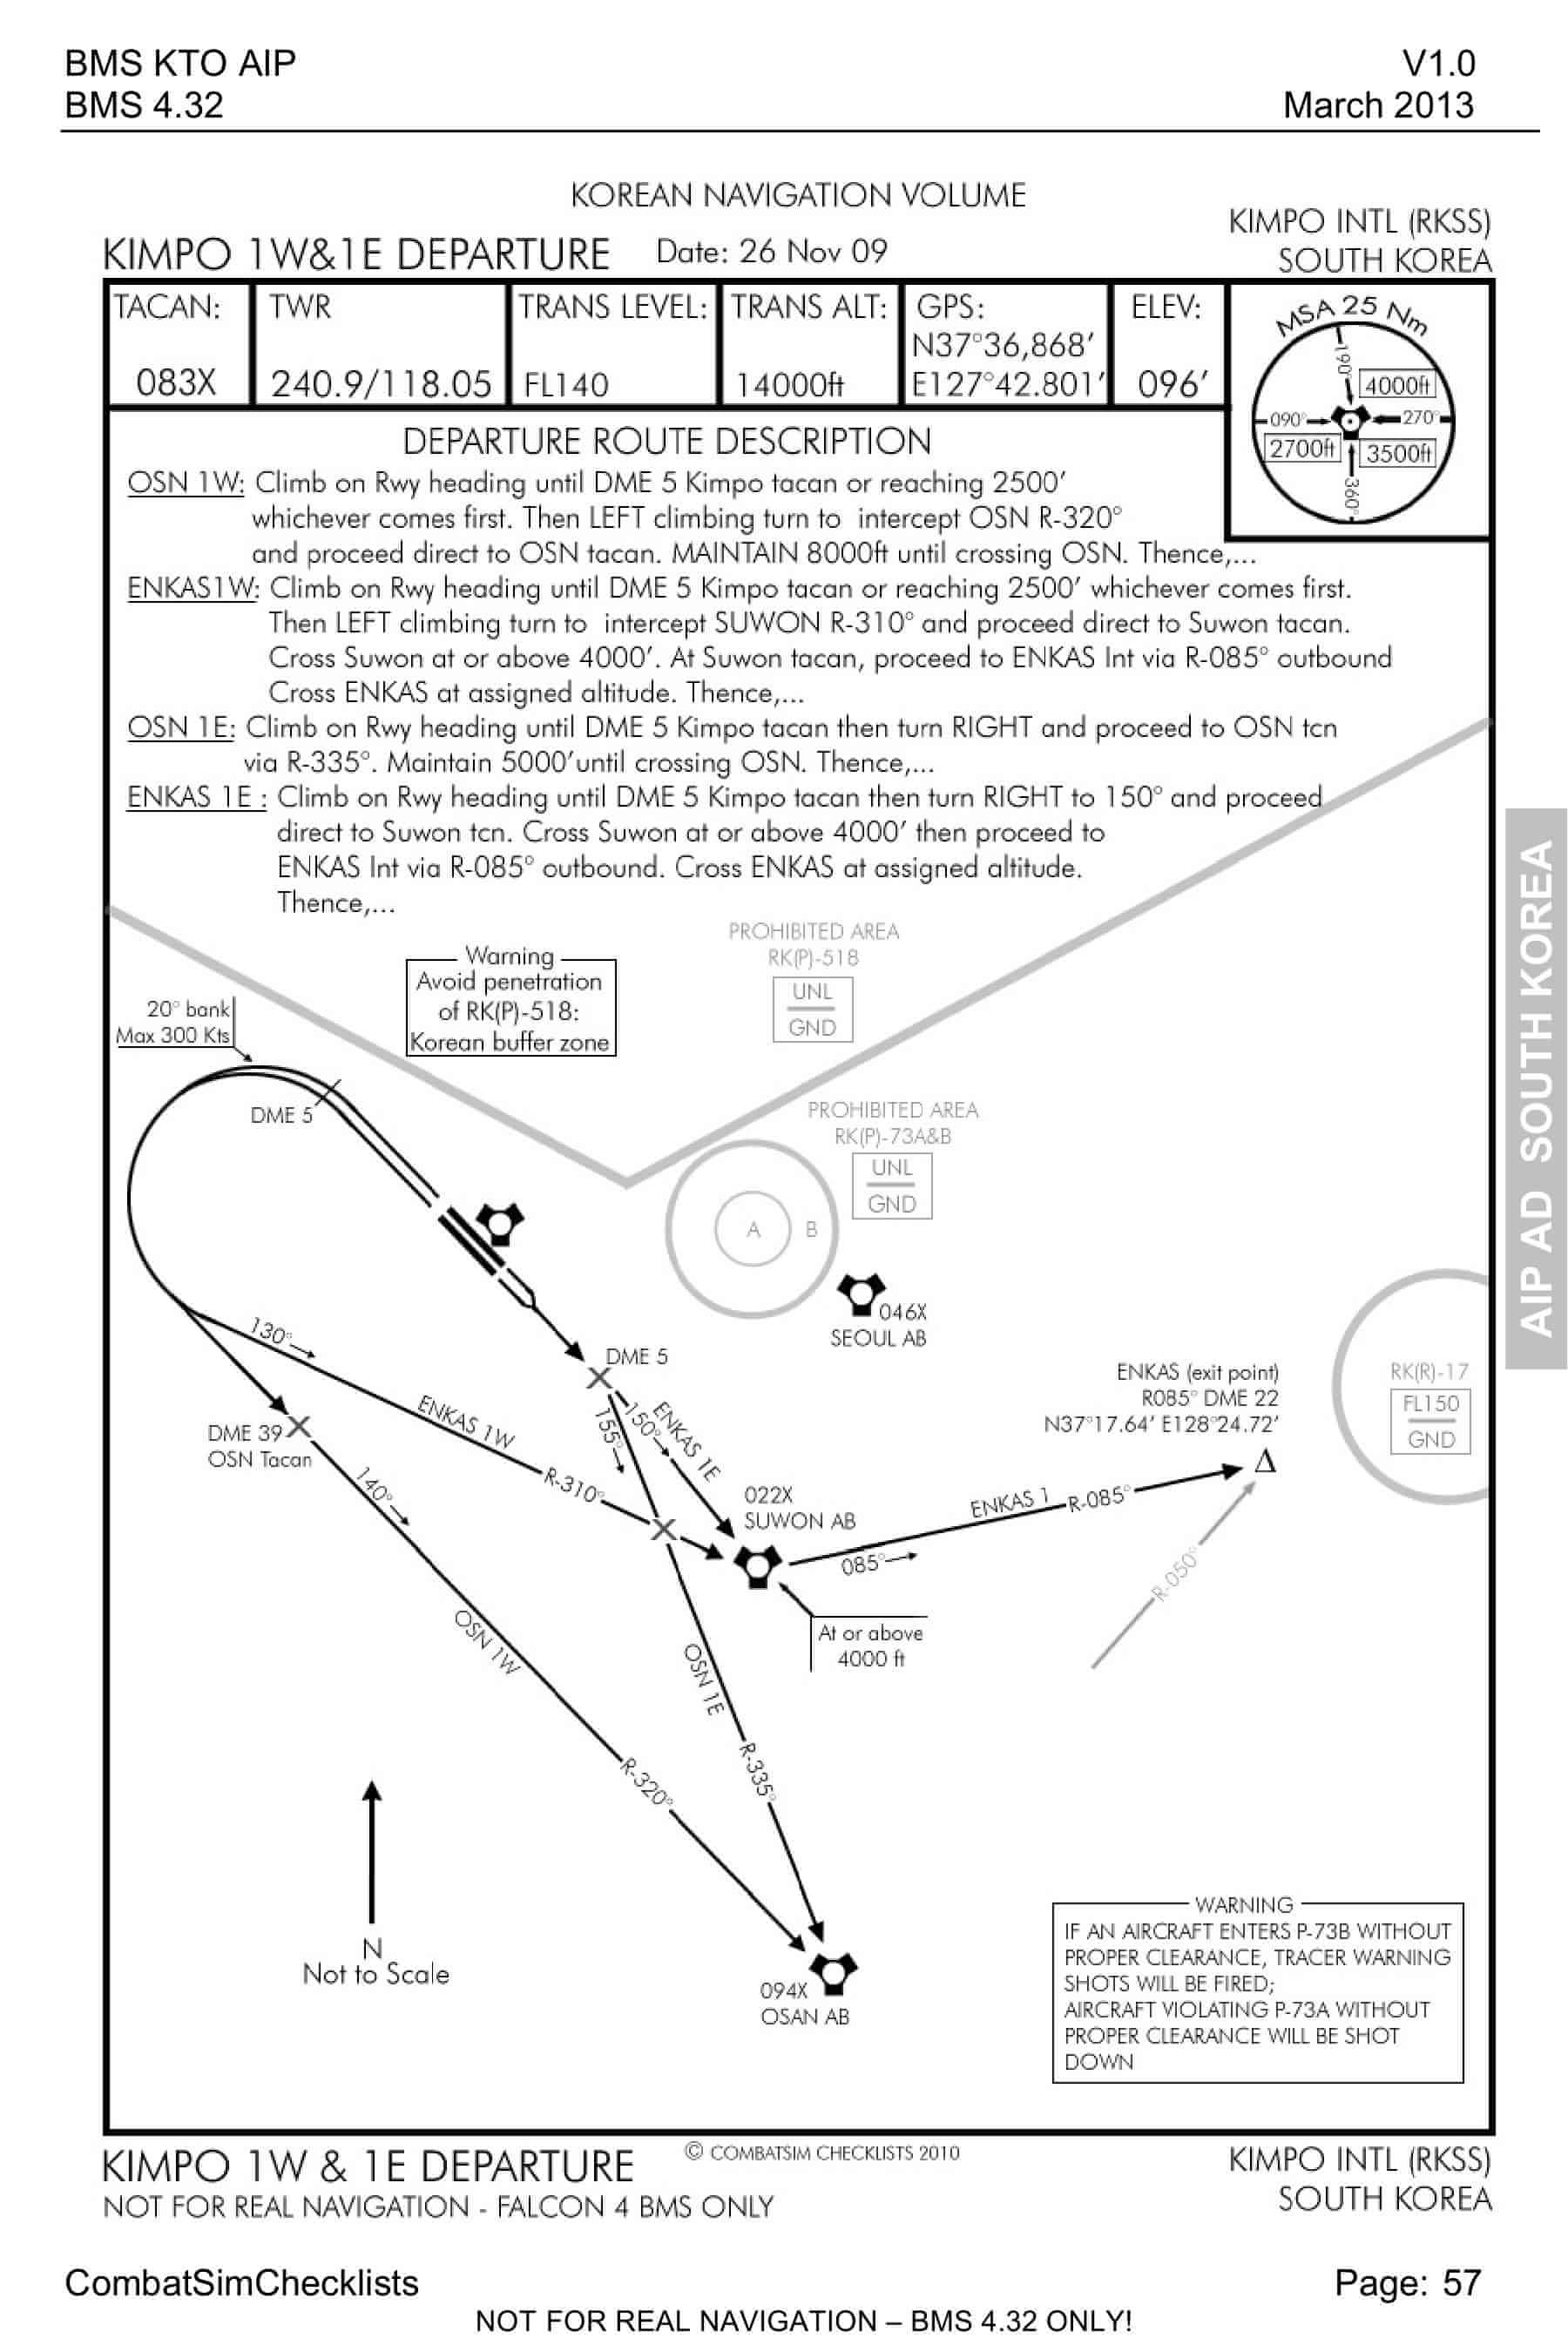 BMS KTO AIP
V1.0
BMS 4.32
March 2013
KOREAN NAVIGATION VOLUME
KIMPO INTL (RKSS)
SOUTH KOREA
KIMPO 1W&1E DEPARTURE
Date: 26 Nov 09
TACAN:
083X
TWR
240.9/118.05
TRANS LEVEL:
FL140
TRANS ALT:
14000ft
GPS:
N37°36,868'
E127°42.801'
ELEV:
096'
MSA 25 Nm
190°
4000ft
090°
270°
2700ft
3500ft
360°
DEPARTURE ROUTE DESCRIPTION
OSN 1W: Climb on Rwy heading until DME 5 Kimpo tacan or reaching 2500'
whichever comes first. Then LEFT climbing turn to intercept OSN R-320°
and proceed direct to OSN tacan. MAINTAIN 8000ft until crossing OSN. Thence,...
ENKAS1W: Climb on Rwy heading until DME 5 Kimpo tacan or reaching 2500' whichever comes first.
Then LEFT climbing turn to intercept SUWON R-310° and proceed direct to Suwon tacan.
Cross Suwon at or above 4000'. At Suwon tacan, proceed to ENKAS Int via R-085° outbound
Cross ENKAS at assigned altitude. Thence,...
OSN 1E: Climb on Rwy heading until DME 5 Kimpo tacan then turn RIGHT and proceed to OSN tcn
via R-335°. Maintain 5000'until crossing OSN. Thence,...
ENKAS 1E : Climb on Rwy heading until DME 5 Kimpo tacan then turn RIGHT to 150° and proceed
direct to Suwon tcn. Cross Suwon at or above 4000' then proceed to
ENKAS Int via R-085° outbound. Cross ENKAS at assigned altitude.
Thence,...
PROHIBITED AREA
RK(P)-518
UNL
GND
Warning
Avoid penetration
of RK(P)-518:
Korean buffer zone
20° bank
Max 300 Kts
DME 5
PROHIBITED AREA
RK(P)-73A&B
UNL
GND
A
B
046X
SEOUL AB
130°
DME 5
ENKAS (exit point)
R085° DME 22
N37°17.64' E128°24.72'
RK(R)-17
FL150
GND
ENKAS 1W
155°
150°
ENKAS 1E
DME 39
OSN Tacan
140°
R-310°
022X
SUWON AB
ENKAS 1
R-085°
085°
R-050°
At or above
4000 ft
OSN 1W
OSN 1E
R-320°
R-335°
N
Not to Scale
094X
OSAN AB
WARNING
IF AN AIRCRAFT ENTERS P-73B WITHOUT
PROPER CLEARANCE, TRACER WARNING
SHOTS WILL BE FIRED;
AIRCRAFT VIOLATING P-73A WITHOUT
PROPER CLEARANCE WILL BE SHOT
DOWN
AIP AD SOUTH KOREA
KIMPO 1W & 1E DEPARTURE
© COMBATSIM CHECKLISTS 2010
KIMPO INTL (RKSS)
SOUTH KOREA
NOT FOR REAL NAVIGATION - FALCON 4 BMS ONLY
CombatSimChecklists
Page: 57
NOT FOR REAL NAVIGATION – BMS 4.32 ONLY!